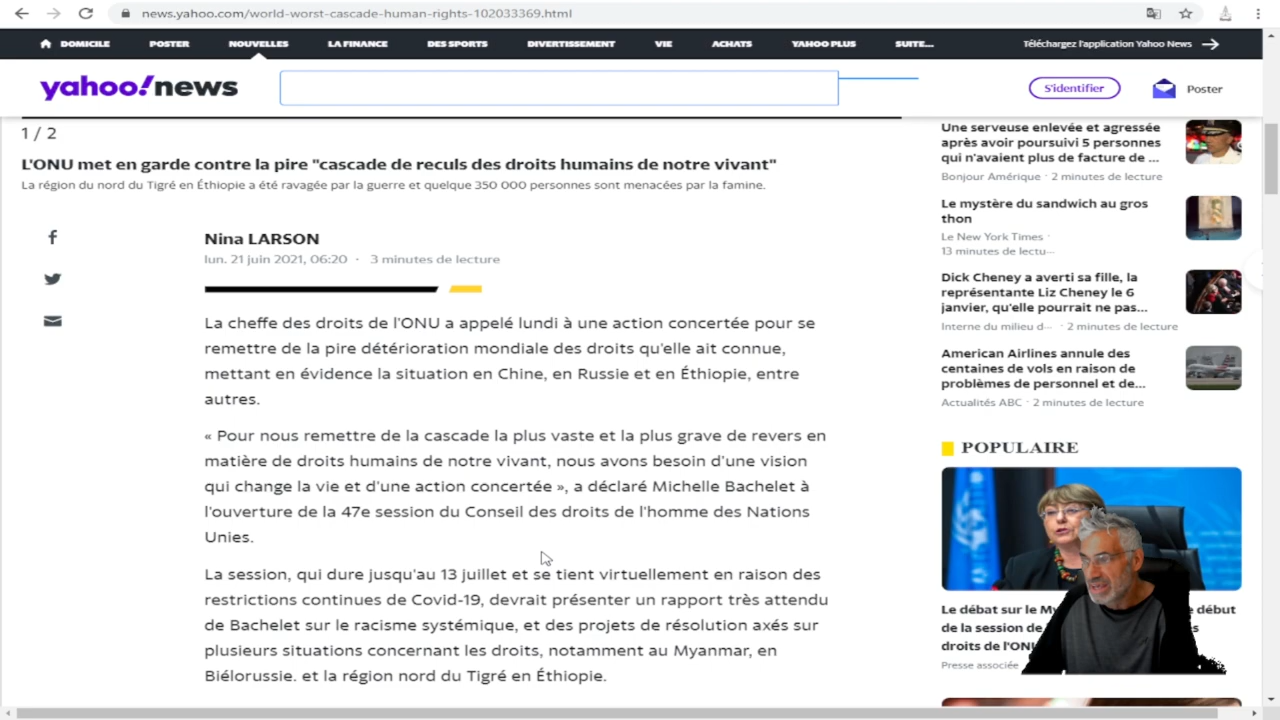 news.yahoo.com/world-worst-cascade-human-rights-102033369.html
DOMICILE POSTER NOUVELLES LA FINANCE DES SPORTS DIVERTISSEMENT VIE ACHATS YAHOO PLUS SUITE... Téléchargez l'application Yahoo News
yahoo!news
S'identifier
Poster
1 / 2
L'ONU met en garde contre la pire "cascade de reculs des droits humains de notre vivant"
La région du nord du Tigré en Éthiopie a été ravagée par la guerre et quelque 350 000 personnes sont menacées par la famine.
Nina LARSON
lun. 21 juin 2021, 06:20 · 3 minutes de lecture
La cheffe des droits de l'ONU a appelé lundi à une action concertée pour se
remettre de la pire détérioration mondiale des droits qu'elle ait connue,
mettant en évidence la situation en Chine, en Russie et en Éthiopie, entre
autres.
« Pour nous remettre de la cascade la plus vaste et la plus grave de revers en
matière de droits humains de notre vivant, nous avons besoin d'une vision
qui change la vie et d'une action concertée », a déclaré Michelle Bachelet à
l'ouverture de la 47e session du Conseil des droits de l'homme des Nations
Unies.
La session, qui dure jusqu'au 13 juillet et se tient virtuellement en raison des
restrictions continues de Covid-19, devrait présenter un rapport très attendu
de Bachelet sur le racisme systémique, et des projets de résolution axés sur
plusieurs situations concernant les droits, notamment au Myanmar, en
Biélorussie. et la région nord du Tigré en Éthiopie.
Une serveuse enlevée et agressée
après avoir poursuivi 5 personnes
qui n'avaient plus de facture de ...
Bonjour Amérique · 2 minutes de lecture
Le mystère du sandwich au gros
thon
Le New York Times ·
13 minutes de lectu...
Dick Cheney a averti sa fille, la
représentante Liz Cheney le 6
janvier, qu'elle pourrait ne pas...
Interne du milieu d... · 2 minutes de lecture
American Airlines annule des
centaines de vols en raison de
problèmes de personnel et de...
Actualités ABC · 2 minutes de lecture
POPULAIRE
Le débat sur le My début
de la session de
droits de l'ONU
Presse associée